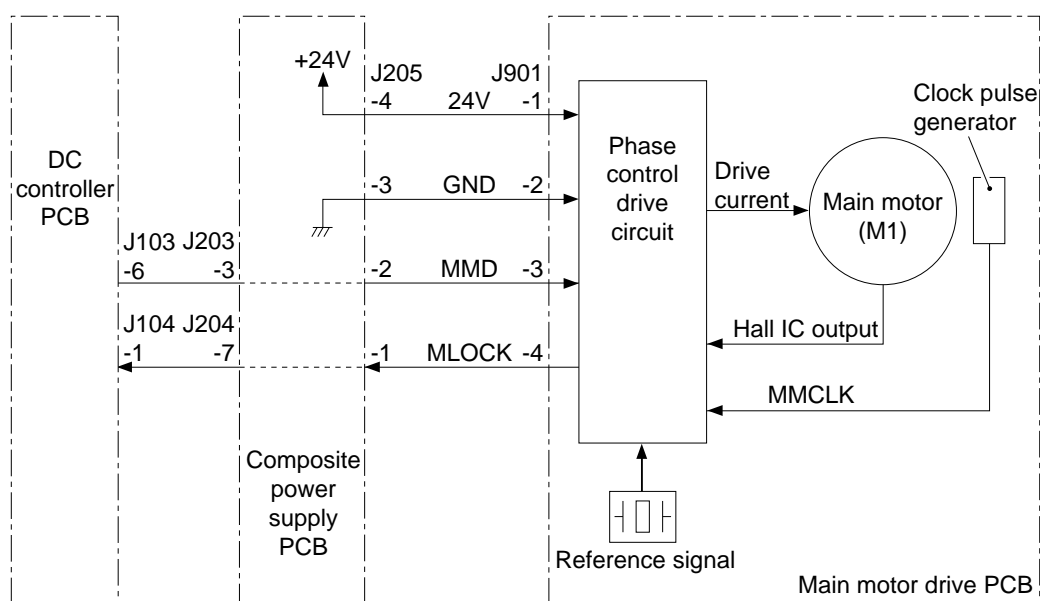 +24V
J205
J901
-4
24V
-1
Clock pulse
generator
DC
controller
PCB
Phase
control
drive
circuit
Drive
current
Main motor
(M1)
-3
GND
-2
J103 J203
-6
-3
-2
MMD
-3
J104 J204
-1
-7
-1
MLOCK
-4
Hall IC output
MMCLK
Composite
power
supply
PCB
Reference signal
Main motor drive PCB